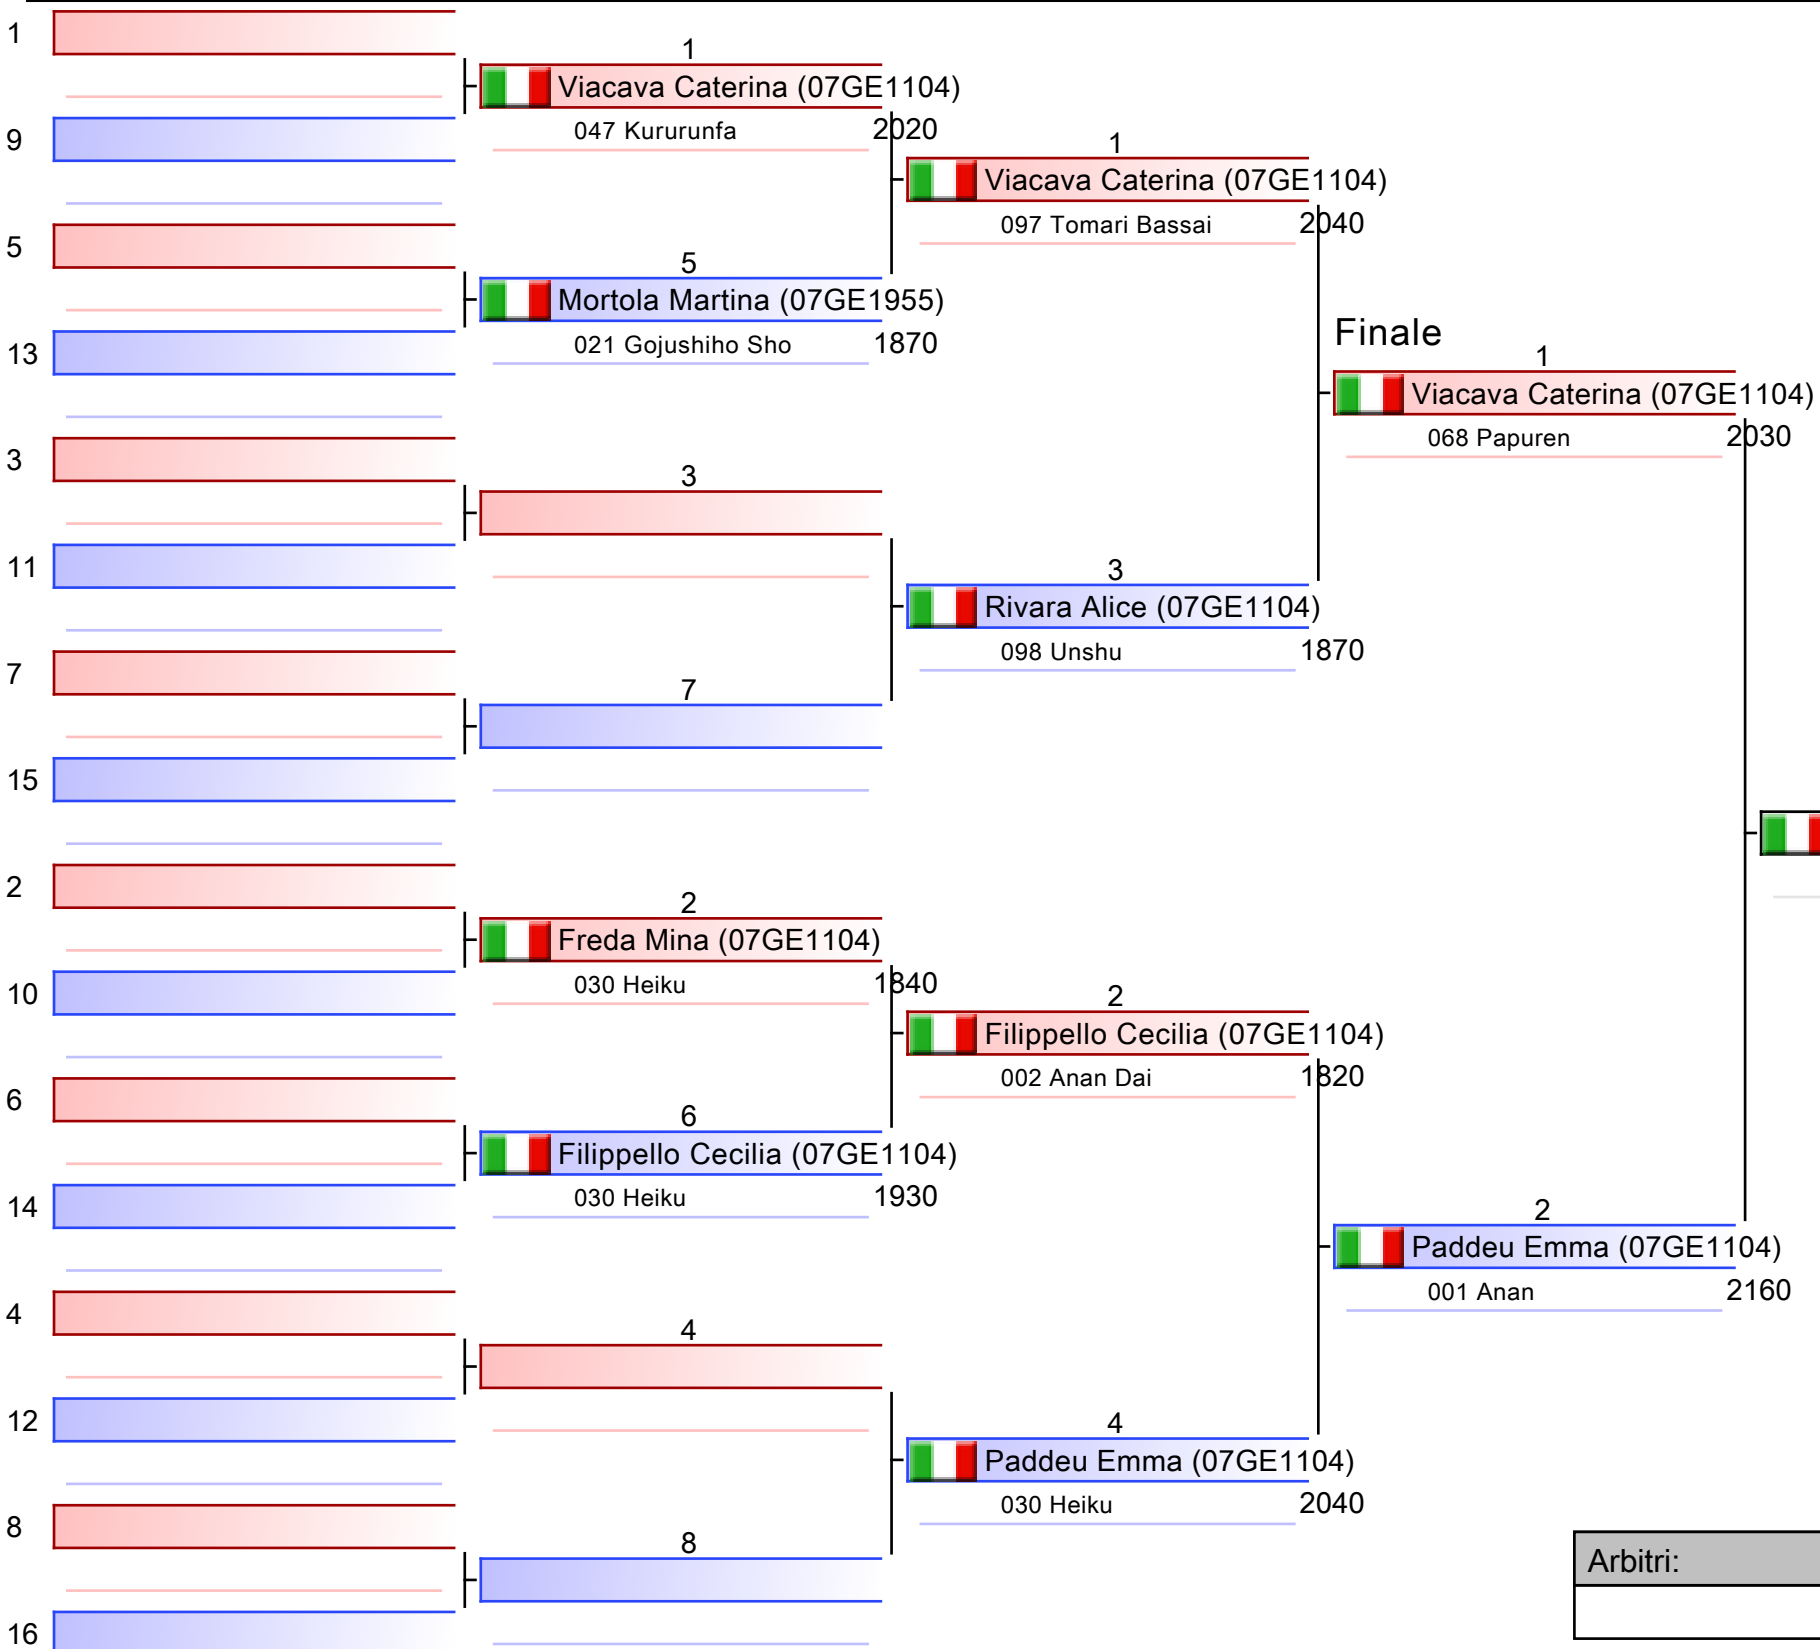 1
9
5
13
3
11
7
15
2
10
6
14
4
12
8
16
1
Viacava Caterina (07GE1104)
047 Kururunfa 2020
5
Mortola Martina (07GE1955)
021 Gojushiho Sho 1870
3
7
2
Freda Mina (07GE1104)
030 Heiku 1840
6
Filippello Cecilia (07GE1104)
030 Heiku 1930
4
8
1
Viacava Caterina (07GE1104)
097 Tomari Bassai 2040
3
Rivara Alice (07GE1104)
098 Unshu 1870
2
Filippello Cecilia (07GE1104)
002 Anan Dai 1820
4
Paddeu Emma (07GE1104)
030 Heiku 2040
Finale
1
Viacava Caterina (07GE1104)
068 Papuren 2030
2
Paddeu Emma (07GE1104)
001 Anan 2160
Arbitri: